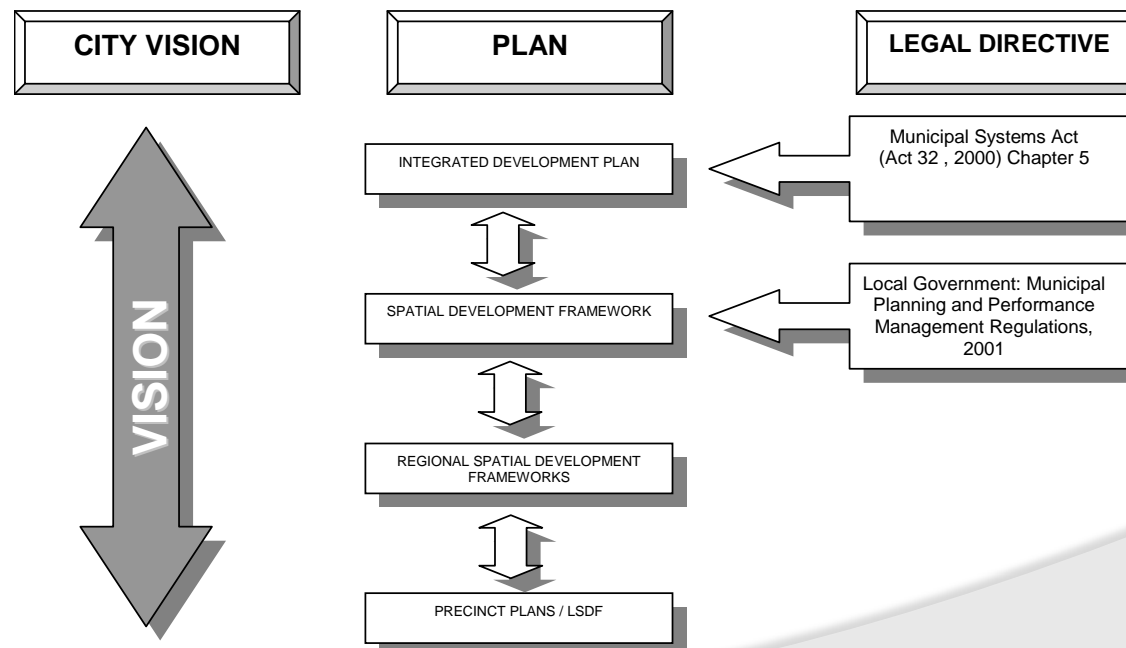 CITY VISION
PLAN
LEGAL DIRECTIVE
VISION
INTEGRATED DEVELOPMENT PLAN
Municipal Systems Act
(Act 32 , 2000) Chapter 5
SPATIAL DEVELOPMENT FRAMEWORK
Local Government: Municipal
Planning and Performance
Management Regulations,
2001
REGIONAL SPATIAL DEVELOPMENT
FRAMEWORKS
PRECINCT PLANS / LSDF